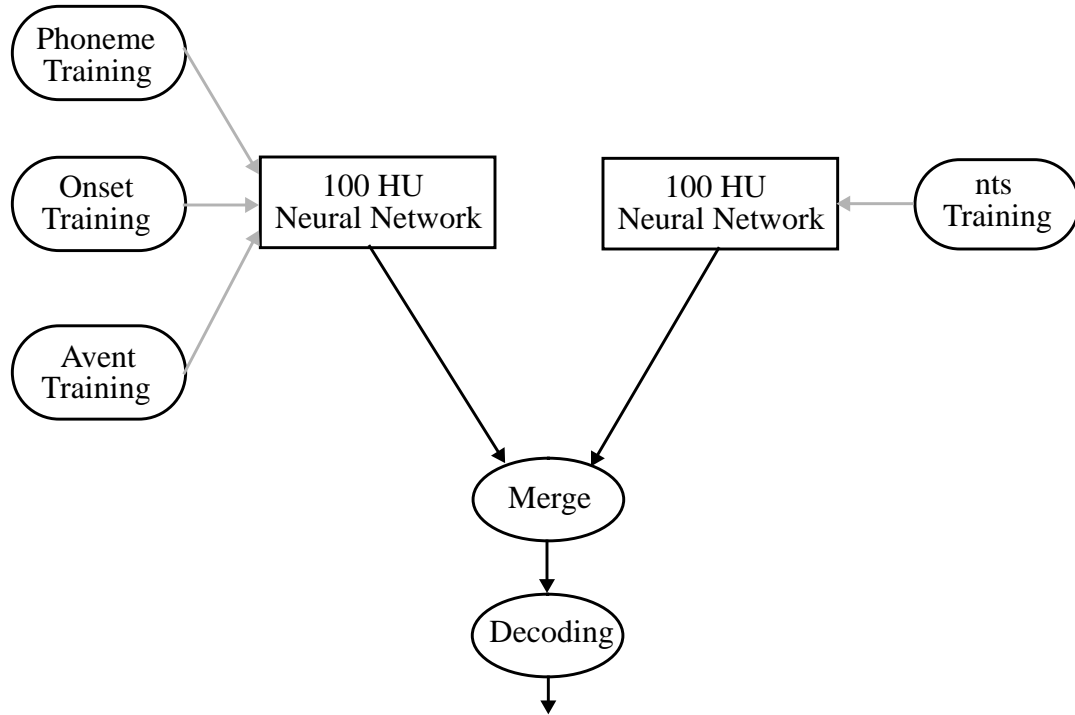 Phoneme
Training
Onset
Training
Avent
Training
100 HU
Neural Network
100 HU
Neural Network
nts
Training
Merge
Decoding